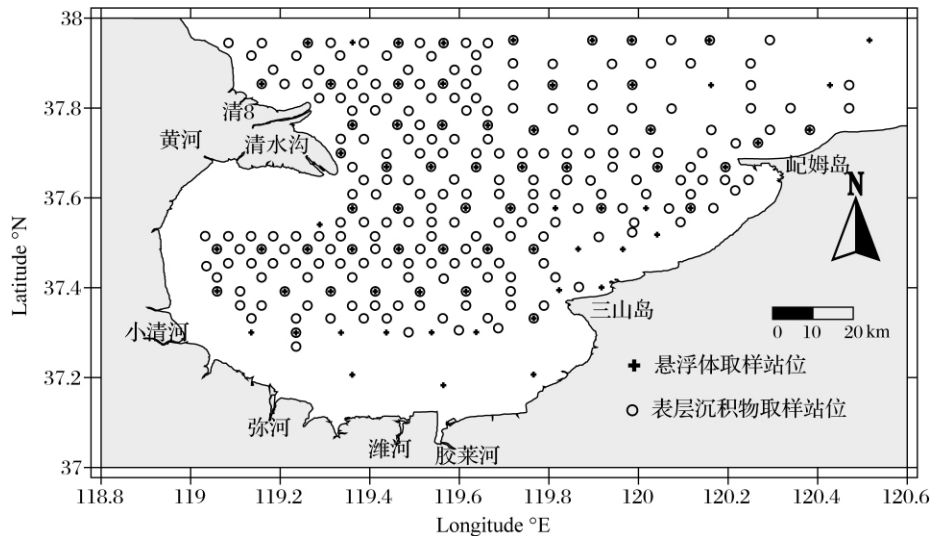 38
37.8
37.6
37.4
37.2
37
Latitude °N
清8
黄河
清水沟
屺姆岛
N
三山岛
小清河
0 10 20 km
悬浮体取样站位
表层沉积物取样站位
弥河
潍河
胶莱河
118.8 119 119.2 119.4 119.6 119.8 120 120.2 120.4 120.6
Longitude °E